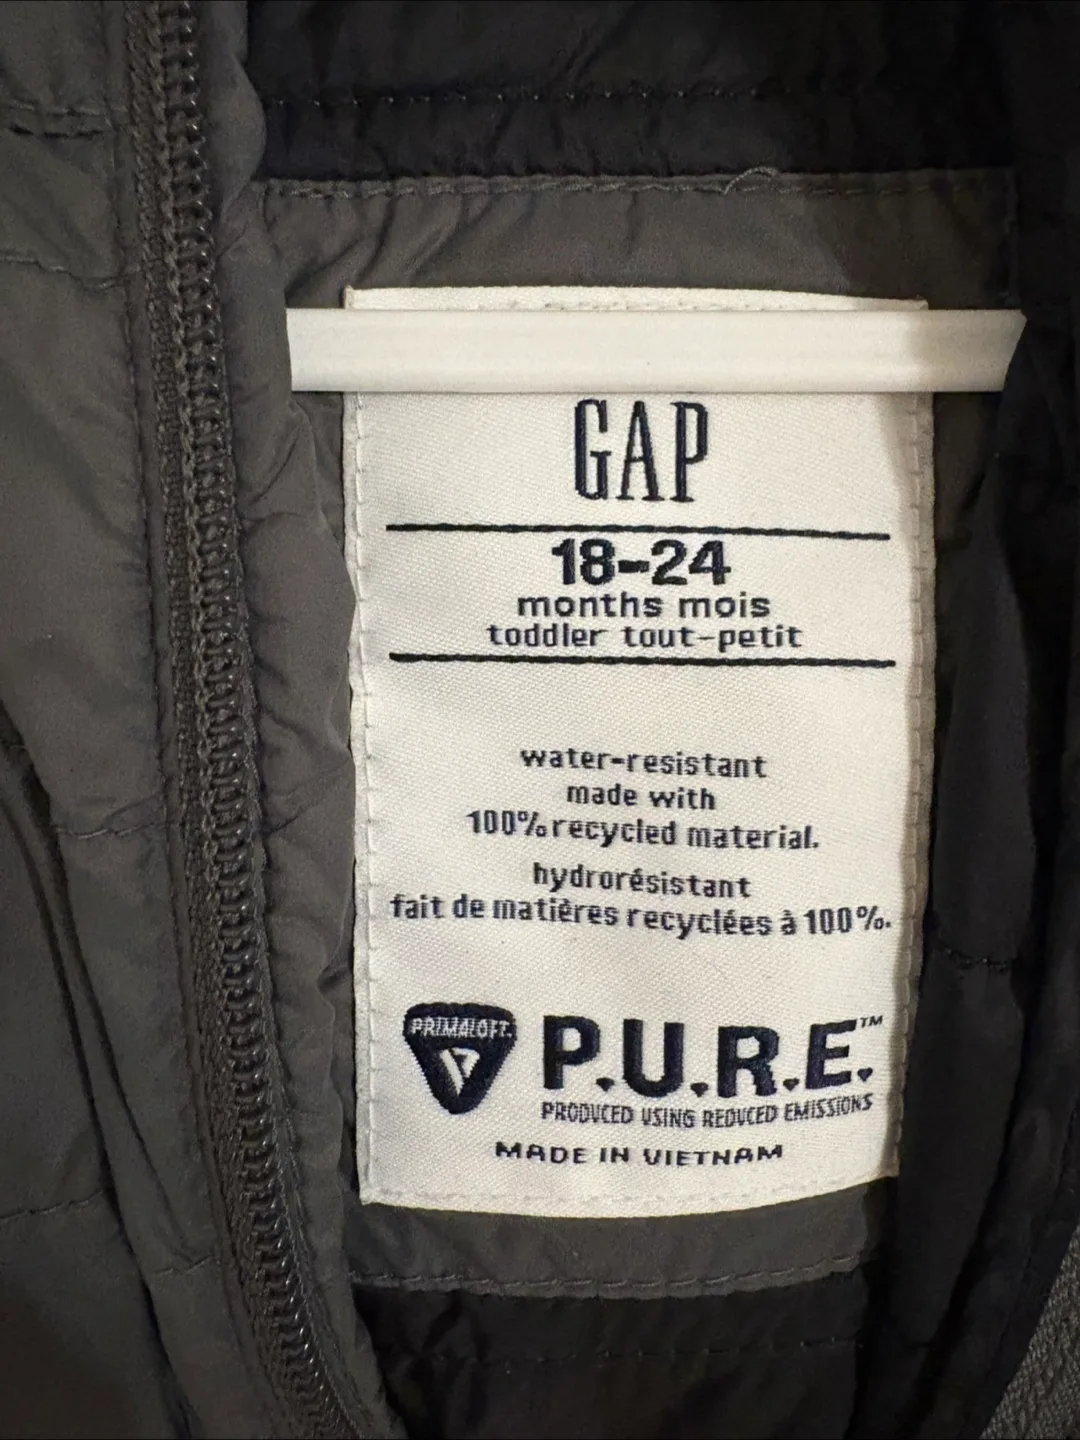 GAP
18-24
months mois
toddler tout-petit
water-resistant
made with
100% recycled material.
hydrorésistant
fait de matières recyclées à 100%.
PRIMALOFT.
P.U.R.E.™
PRODUCED USING REDUCED EMISSIONS
MADE IN VIETNAM